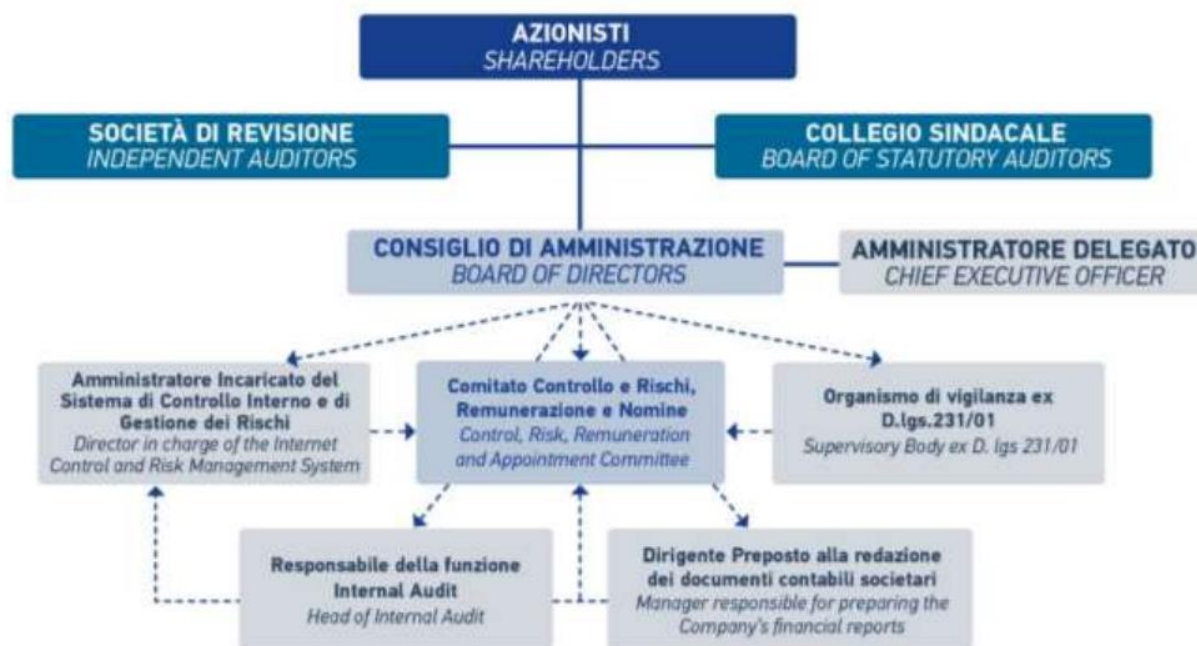 AZIONISTI
SHAREHOLDERS
SOCIETÀ DI REVISIONE
INDEPENDENT AUDITORS
COLLEGIO SINDACALE
BOARD OF STATUTORY AUDITORS
CONSIGLIO DI AMMINISTRAZIONE
BOARD OF DIRECTORS
AMMINISTRATORE DELEGATO
CHIEF EXECUTIVE OFFICER
Amministratore Incaricato del
Sistema di Controllo Interno e di
Gestione dei Rischi
Director in charge of the Internet
Control and Risk Management System
Comitato Controllo e Rischi,
Remunerazione e Nomine
Control, Risk, Remuneration
and Appointment Committee
Organismo di vigilanza ex
D.lgs.231/01
Supervisory Body ex D. lgs 231/01
Responsabile della funzione
Internal Audit
Head of Internal Audit
Dirigente Preposto alla redazione
dei documenti contabili societari
Manager responsible for preparing the
Company's financial reports